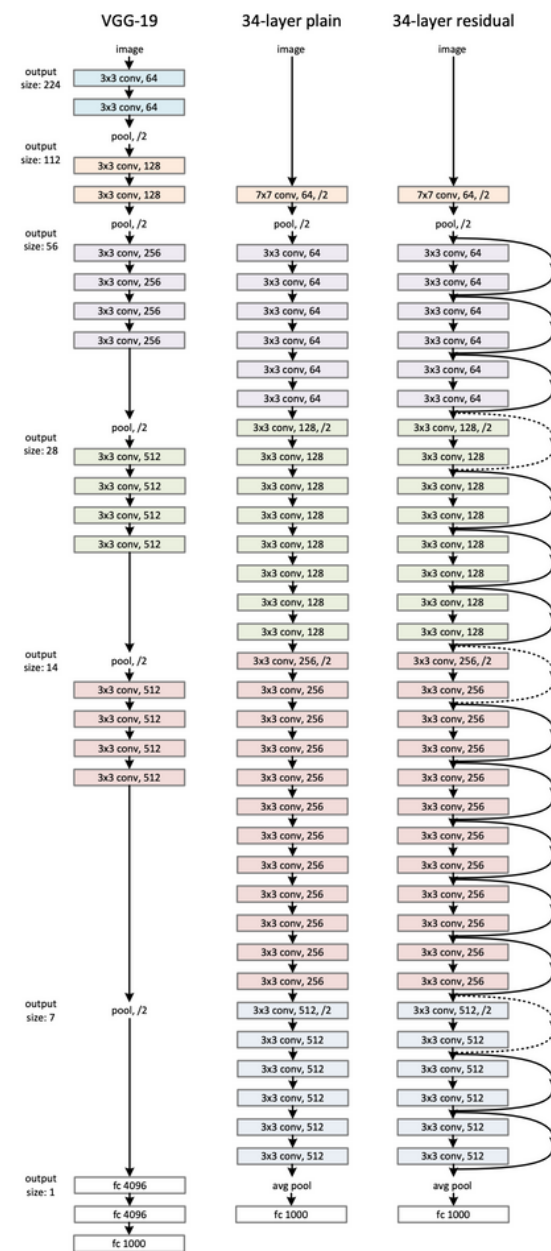 output
size: 224
output
size: 112
output
size: 56
output
size: 28
output
size: 14
output
size: 7
output
size: 1
VGG-19
image
3x3 conv, 64
3x3 conv, 64
pool, /2
3x3 conv, 128
3x3 conv, 128
pool, /2
3x3 conv, 256
3x3 conv, 256
3x3 conv, 256
3x3 conv, 256
pool, /2
3x3 conv, 512
3x3 conv, 512
3x3 conv, 512
3x3 conv, 512
pool, /2
3x3 conv, 512
3x3 conv, 512
3x3 conv, 512
3x3 conv, 512
pool, /2
fc 4096
fc 4096
fc 1000
34-layer plain
image
7x7 conv, 64, /2
pool, /2
3x3 conv, 64
3x3 conv, 64
3x3 conv, 64
3x3 conv, 64
3x3 conv, 64
3x3 conv, 64
3x3 conv, 128, /2
3x3 conv, 128
3x3 conv, 128
3x3 conv, 128
3x3 conv, 128
3x3 conv, 128
3x3 conv, 128
3x3 conv, 128
3x3 conv, 256, /2
3x3 conv, 256
3x3 conv, 256
3x3 conv, 256
3x3 conv, 256
3x3 conv, 256
3x3 conv, 256
3x3 conv, 256
3x3 conv, 256
3x3 conv, 256
3x3 conv, 256
3x3 conv, 256
3x3 conv, 512, /2
3x3 conv, 512
3x3 conv, 512
3x3 conv, 512
3x3 conv, 512
3x3 conv, 512
avg pool
fc 1000
34-layer residual
image
7x7 conv, 64, /2
pool, /2
3x3 conv, 64
3x3 conv, 64
3x3 conv, 64
3x3 conv, 64
3x3 conv, 64
3x3 conv, 64
3x3 conv, 128, /2
3x3 conv, 128
3x3 conv, 128
3x3 conv, 128
3x3 conv, 128
3x3 conv, 128
3x3 conv, 128
3x3 conv, 128
3x3 conv, 256, /2
3x3 conv, 256
3x3 conv, 256
3x3 conv, 256
3x3 conv, 256
3x3 conv, 256
3x3 conv, 256
3x3 conv, 256
3x3 conv, 256
3x3 conv, 256
3x3 conv, 256
3x3 conv, 256
3x3 conv, 512, /2
3x3 conv, 512
3x3 conv, 512
3x3 conv, 512
3x3 conv, 512
3x3 conv, 512
avg pool
fc 1000